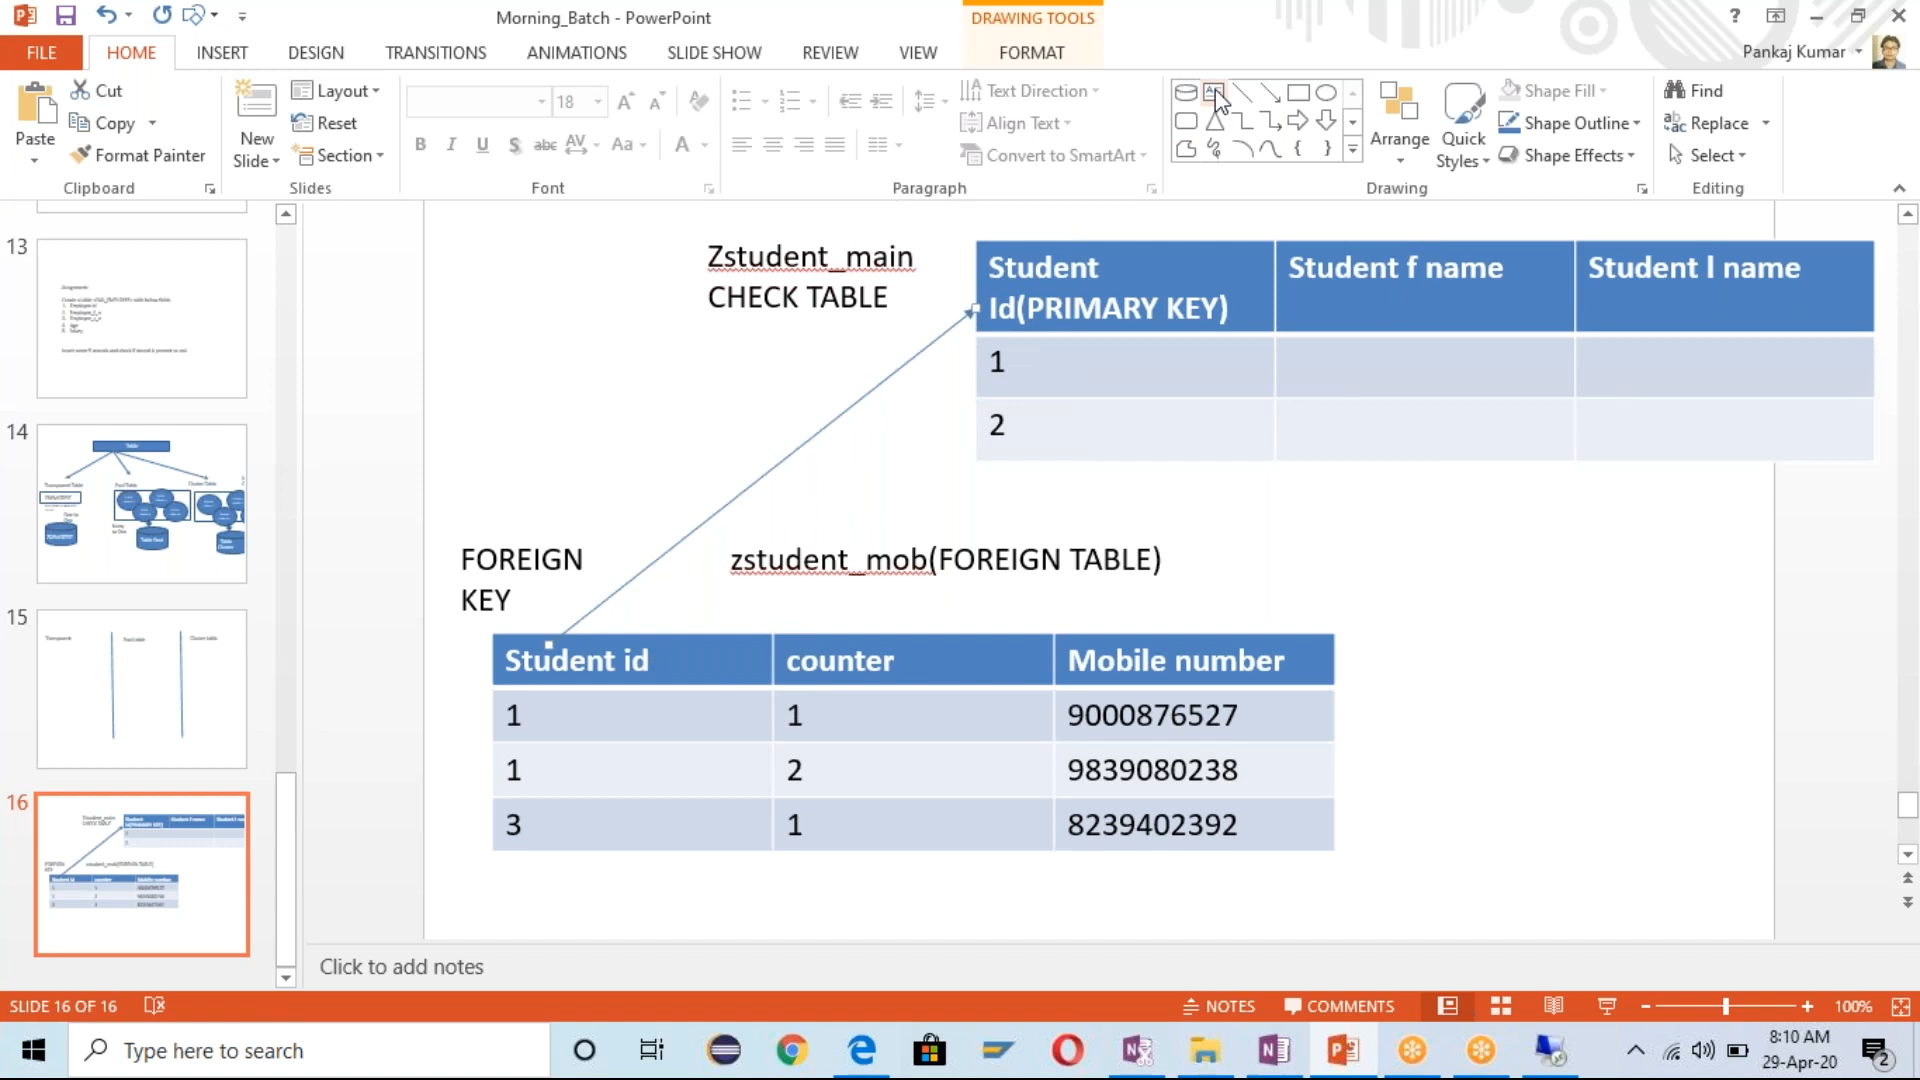 Morning_Batch - PowerPoint
DRAWING TOOLS
?
FILE
HOME
INSERT
DESIGN
TRANSITIONS
ANIMATIONS
SLIDE SHOW
REVIEW
VIEW
FORMAT
Pankaj Kumar
Paste
Cut
Copy
Format Painter
Clipboard
New
Slide
Layout
Reset
Section
Slides
18
B I U S abc AV Aa A
Font
Text Direction
Align Text
Convert to SmartArt
Paragraph
Arrange
Quick
Styles
Shape Fill
Shape Outline
Shape Effects
Drawing
Find
Replace
Select
Editing
13
14
15
16
Zstudent_main
CHECK TABLE
Student
Id(PRIMARY KEY)
Student f name
Student l name
1
2
FOREIGN
KEY
zstudent_mob(FOREIGN TABLE)
Student id counter Mobile number
1 1 9000876527
1 2 9839080238
3 1 8239402392
Click to add notes
SLIDE 16 OF 16
NOTES
COMMENTS
100%
Type here to search
8:10 AM
29-Apr-20
2